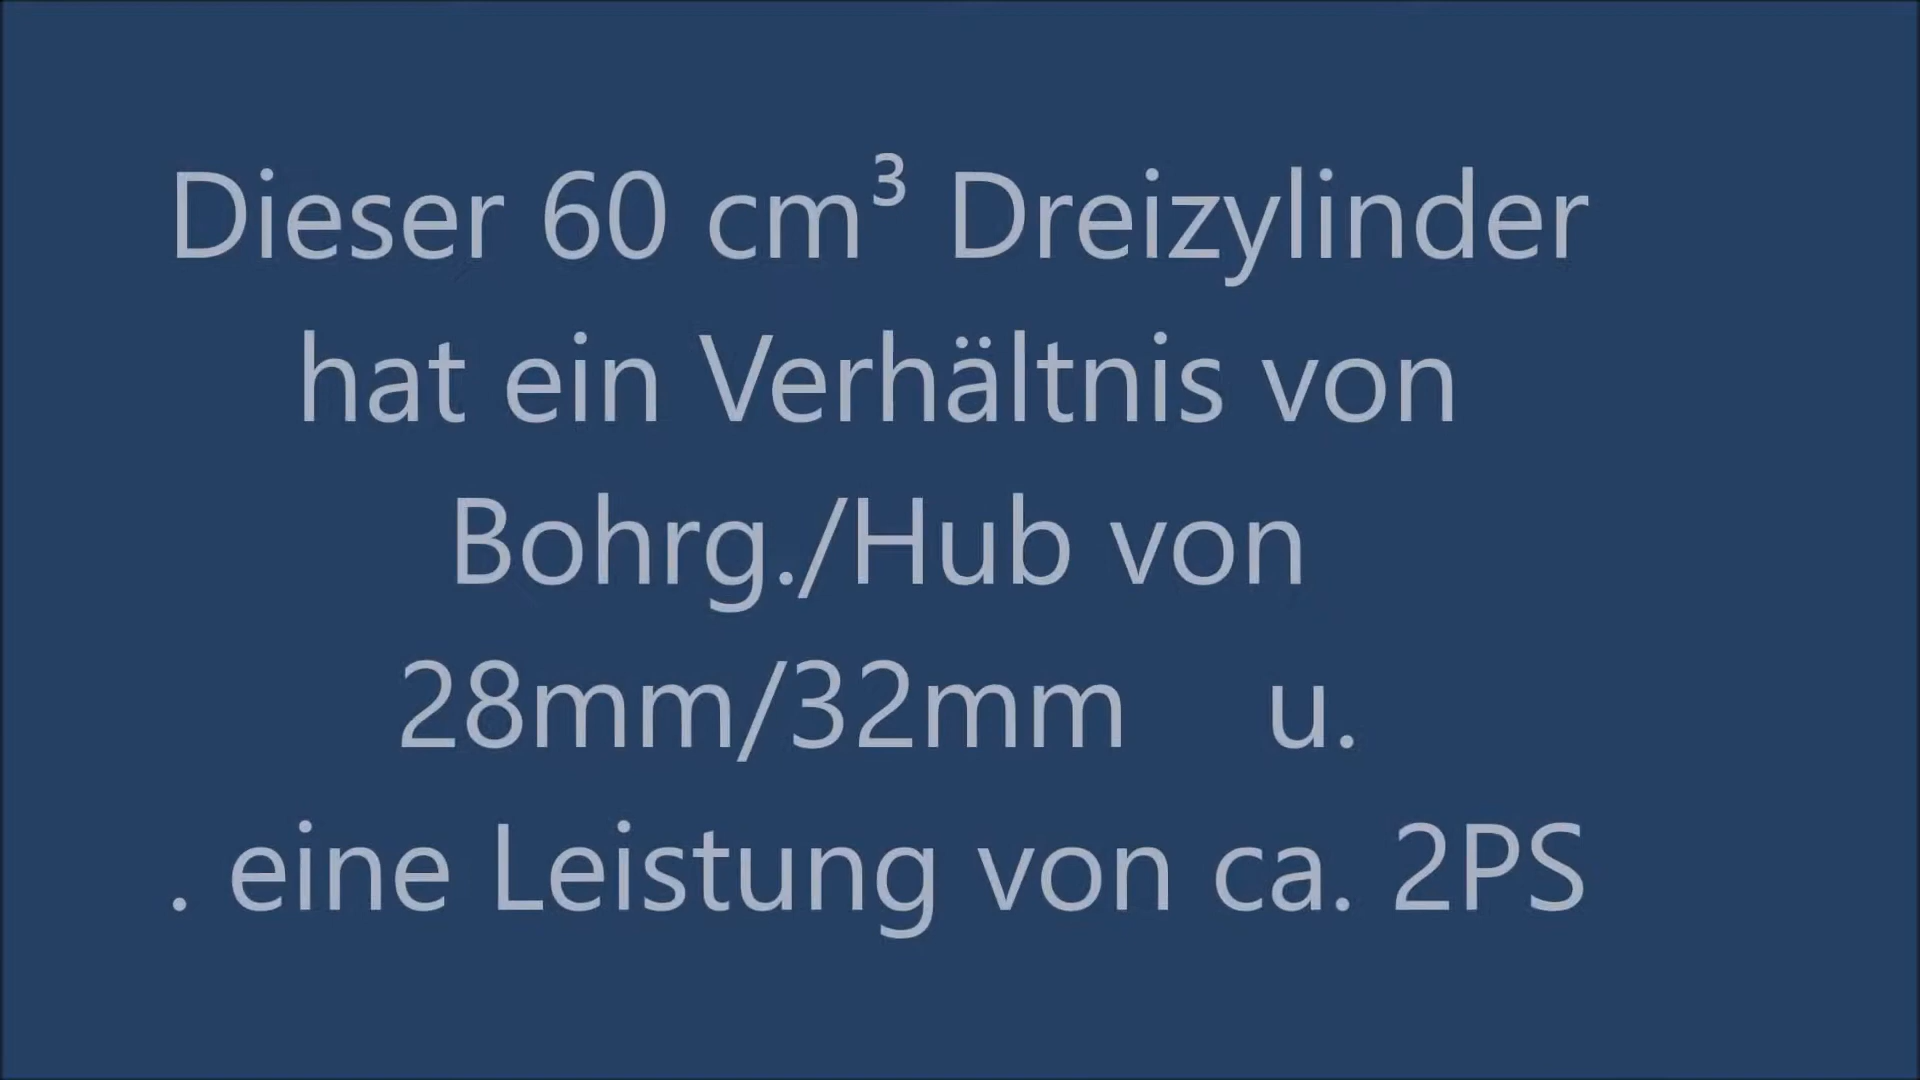 Dieser 60 cm³ Dreizylinder
hat ein Verhältnis von
Bohrg./Hub von
28mm/32mm u.
. eine Leistung von ca. 2PS